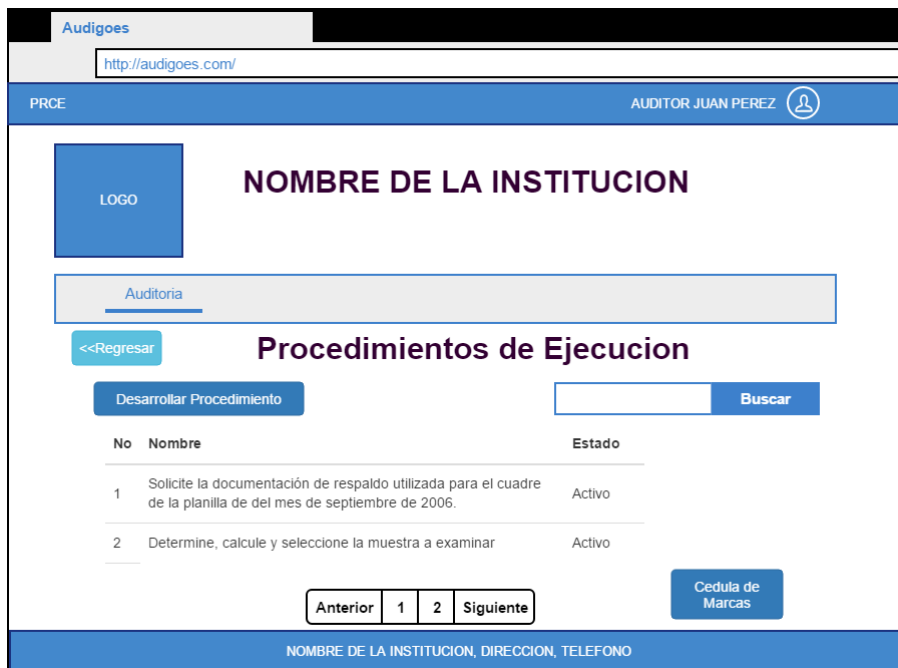 Audigoes
http://audigoes.com/
PRCE
AUDITOR JUAN PEREZ
LOGO
NOMBRE DE LA INSTITUCION
Auditoria
<<Regresar
Procedimientos de Ejecucion
Desarrollar Procedimiento
Buscar
No Nombre Estado
1 Solicite la documentación de respaldo utilizada para el cuadre
de la planilla de del mes de septiembre de 2006. Activo
2 Determine, calcule y seleccione la muestra a examinar Activo
Cedula de
Marcas
Anterior 1 2 Siguiente
NOMBRE DE LA INSTITUCION, DIRECCION, TELEFONO